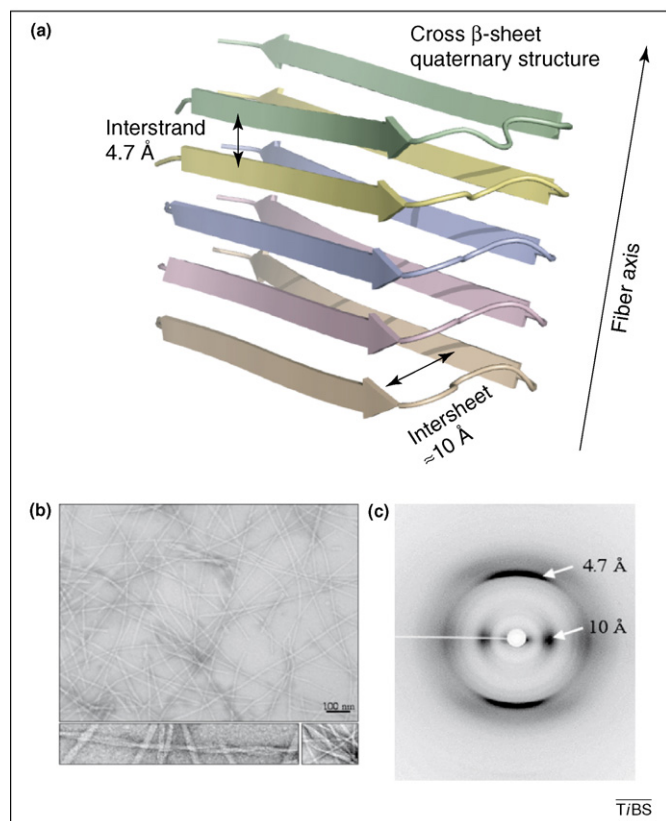 (a)
Cross β-sheet
quaternary structure
Interstrand
4.7 Å
Fiber axis
Intersheet
≈10 Å
(b)
100 nm
(c)
4.7 Å
10 Å
TiBS